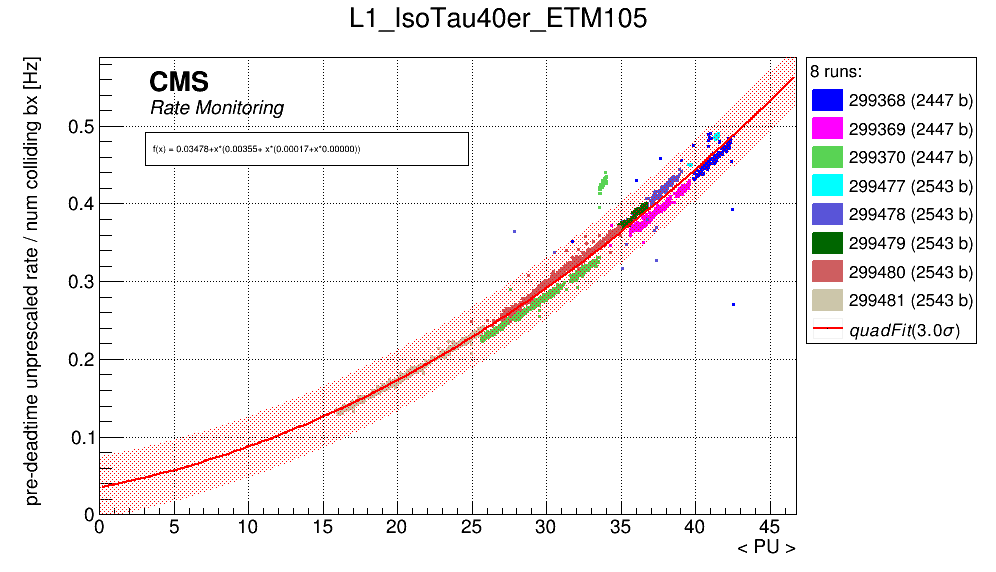 L1_IsoTau40er_ETM105
pre-deadtime unprescaled rate / num colliding bx [Hz]
CMS
Rate Monitoring
f(x) = 0.03478+x*(0.00355+ x*(0.00017+x*0.00000))
0.5
0.4
0.3
0.2
0.1
0
0 5 10 15 20 25 30 35 40 45
< PU >
8 runs:
299368 (2447 b)
299369 (2447 b)
299370 (2447 b)
299477 (2543 b)
299478 (2543 b)
299479 (2543 b)
299480 (2543 b)
299481 (2543 b)
quadFit(3.0σ)